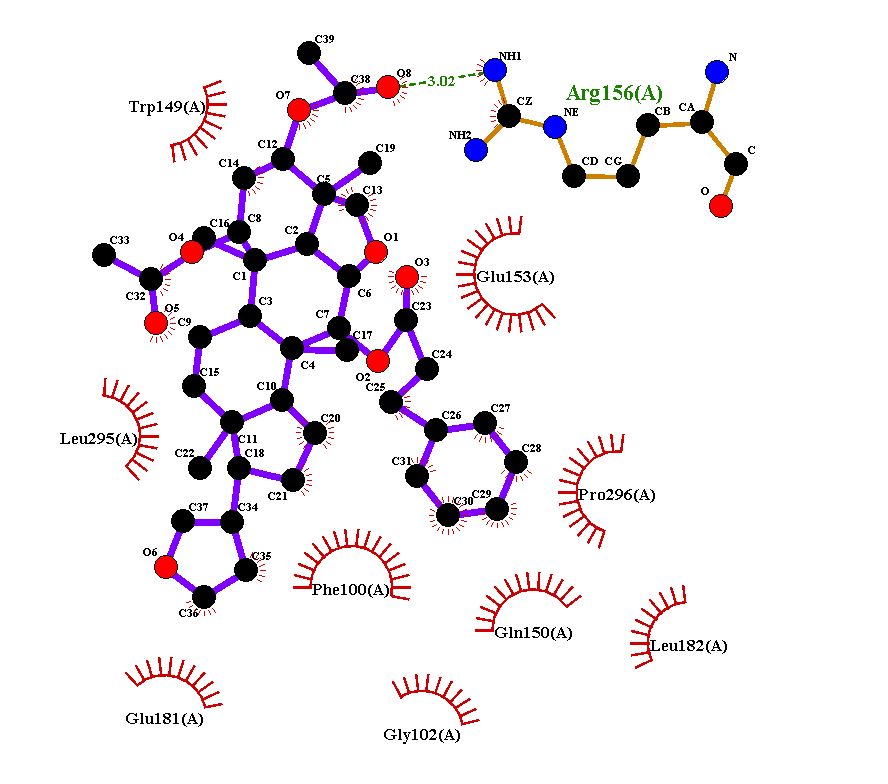 C39
NH1
N
O8
C38
3.02
O7
Arg156(A)
Trp149(A)
CZ
NE
CB
CA
NH2
C12
C19
C
C14
CD
CG
C5
C13
O
C16
C8
C2
O1
C33
O4
C1
O3
Glu153(A)
C6
C32
O5
C3
C23
C7
C9
C17
C4
C24
O2
C15
C10
C25
C26
C27
C20
C11
Leu295(A)
C31
C28
C22
C18
C21
C30
C29
Pro296(A)
C37
C34
O6
C35
Phe100(A)
C36
Gln150(A)
Leu182(A)
Glu181(A)
Gly102(A)